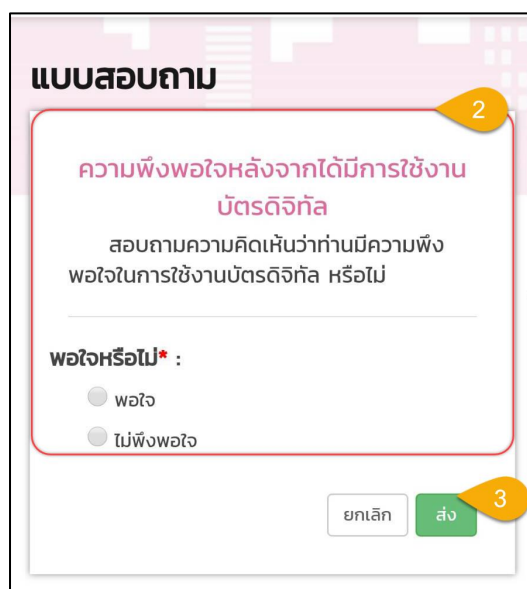 แบบสอบถาม
2
ความพึงพอใจหลังจากได้มีการใช้งาน
บัตรดิจิทัล
สอบถามความคิดเห็นว่าท่านมีความพึง
พอใจในการใช้งานบัตรดิจิทัล หรือไม่
พอใจหรือไม่* :
พอใจ
ไม่พึงพอใจ
ยกเลิก
ส่ง
3